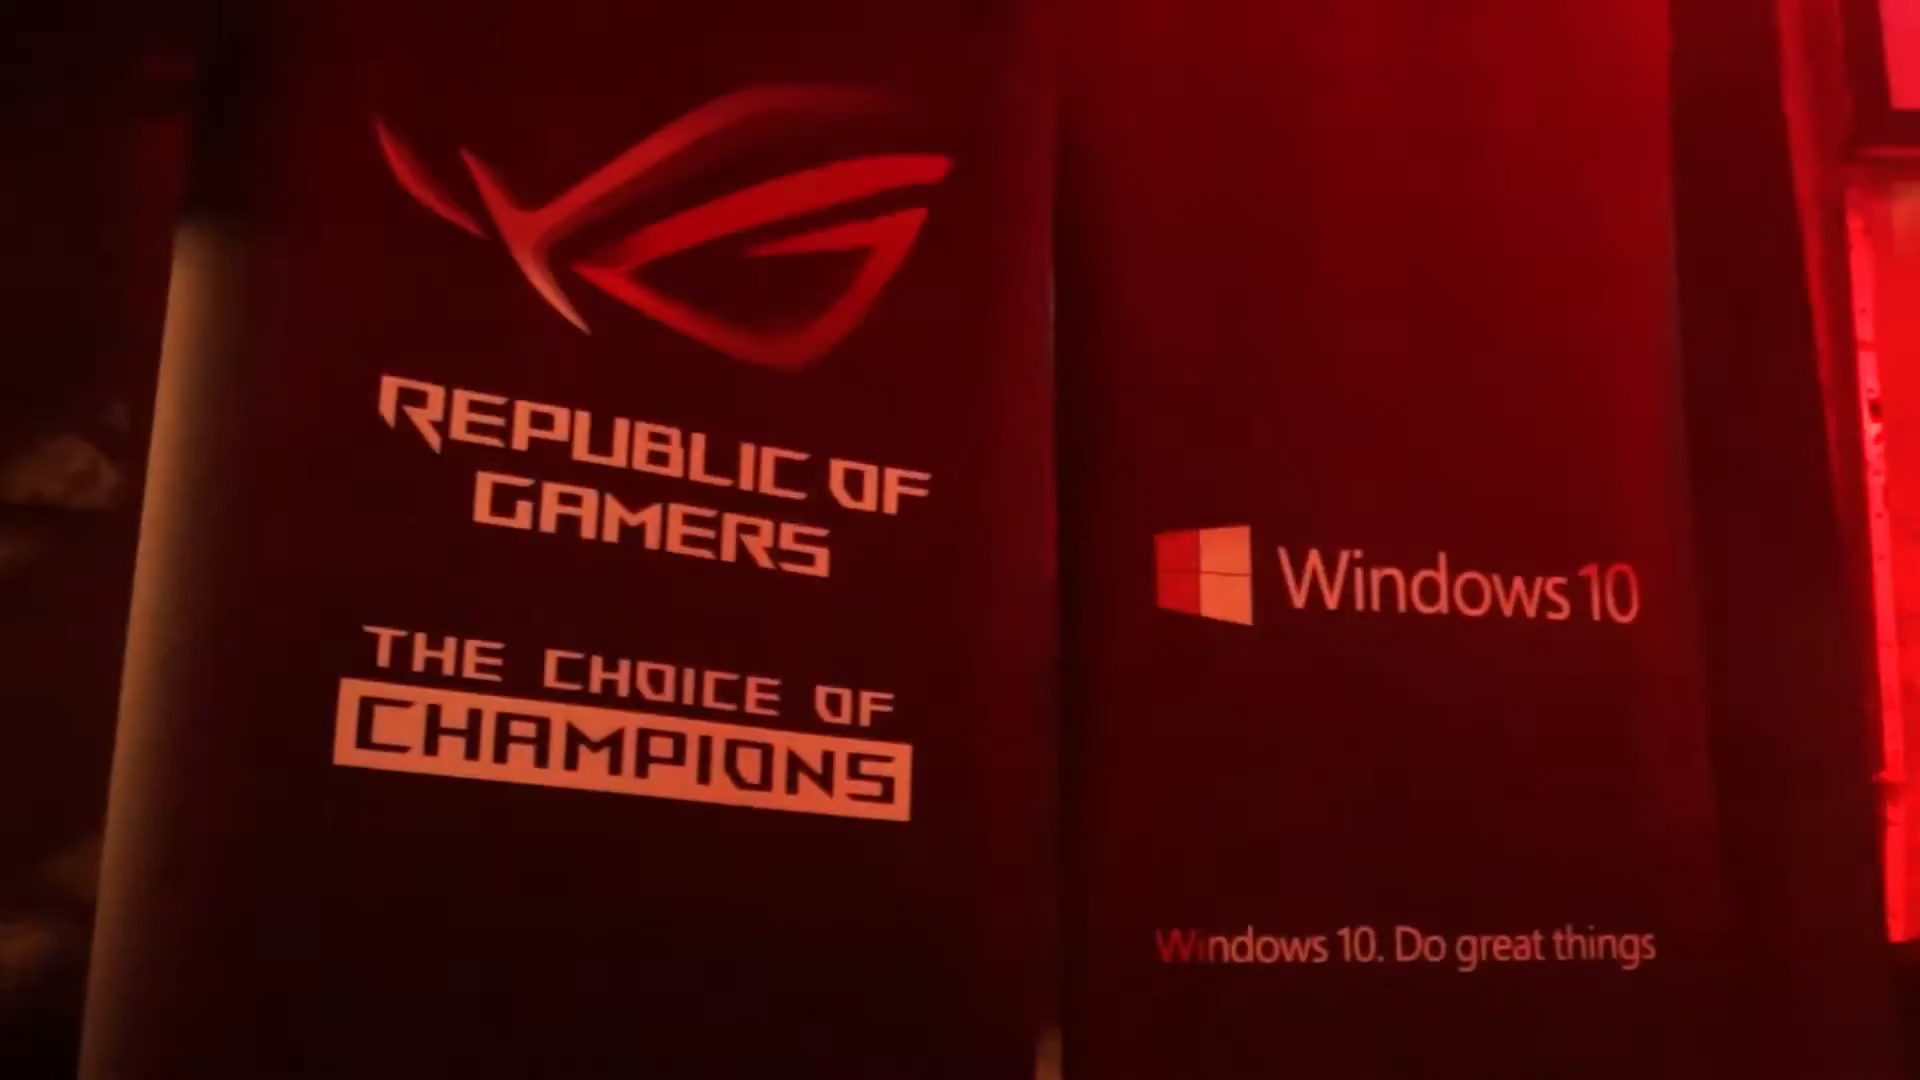 REPUBLIC OF
GAMERS
THE CHOICE OF
CHAMPIONS
Windows 10
Windows 10. Do great things